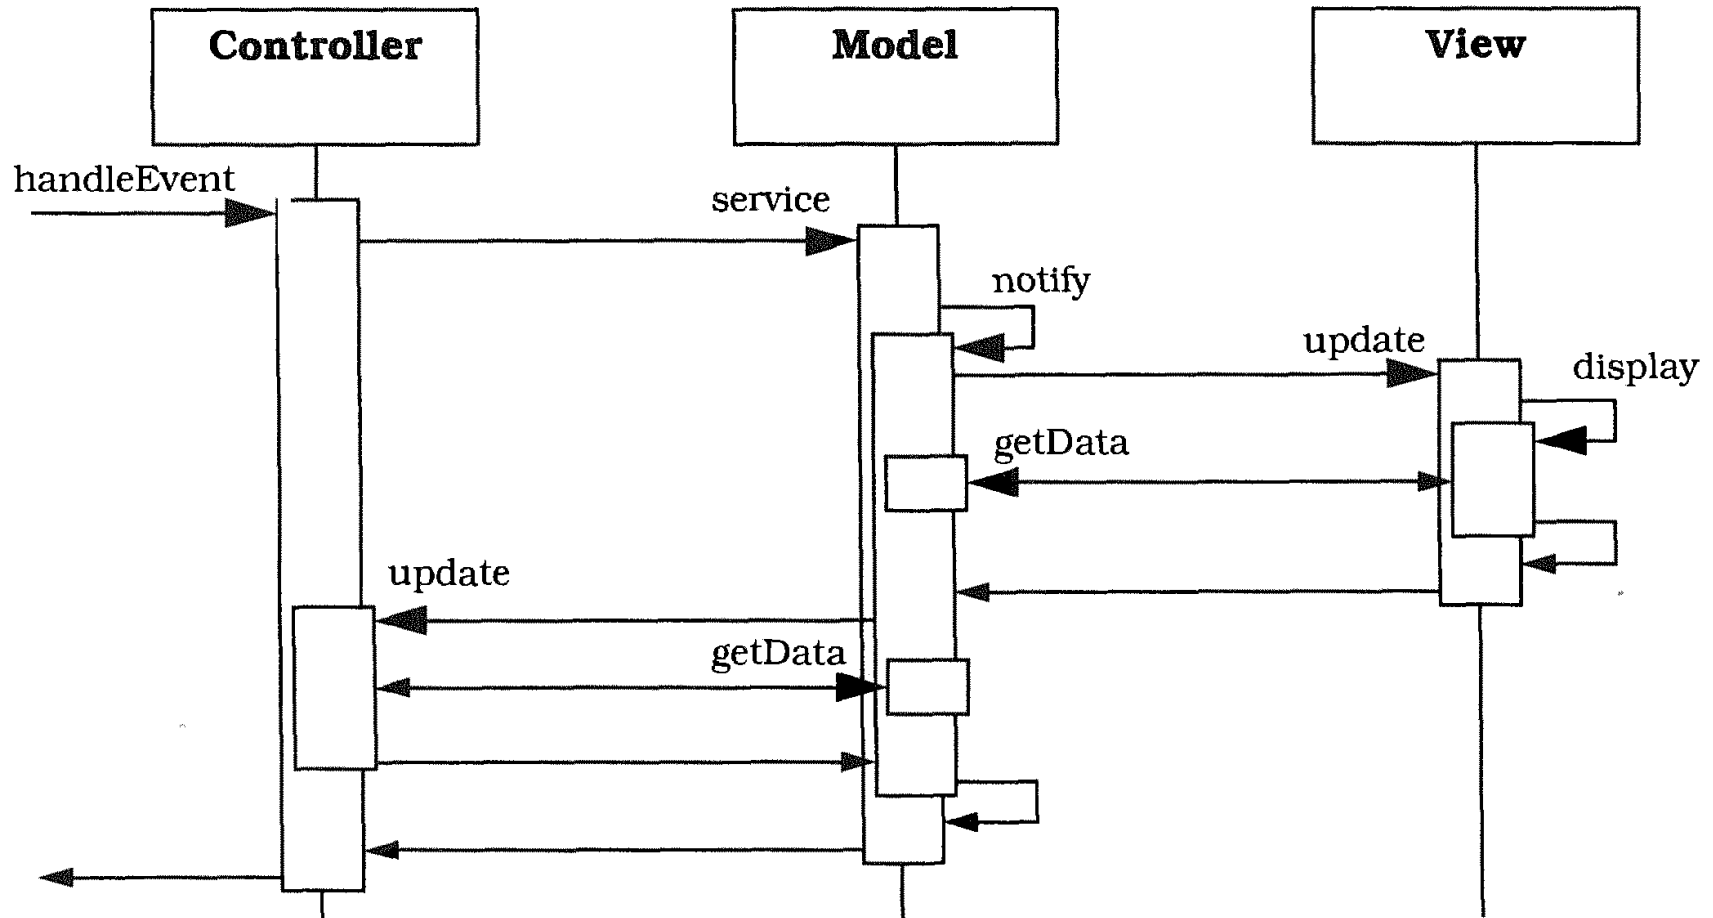 Controller
Model
View
handleEvent
service
notify
update
display
getData
update
getData